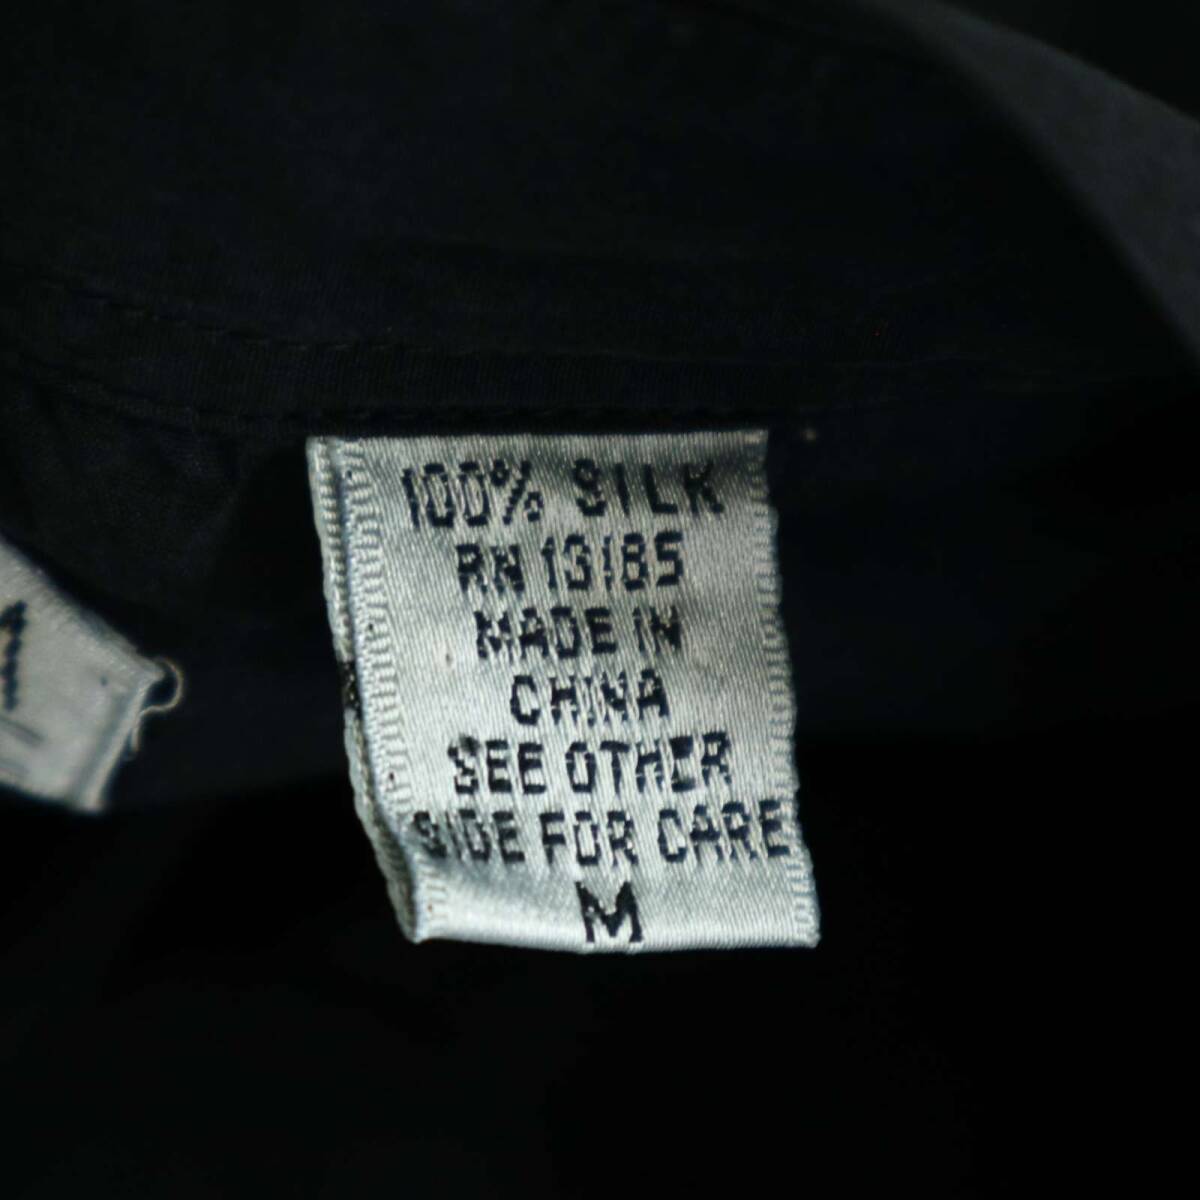 100% SILK
RN 13185
MADE IN
CHINA
SEE OTHER
SIDE FOR CARE
M